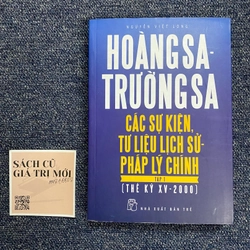 NGUYỄN VIỆT LONG
HOÀNG SA-
TRƯỜNG SA
CÁC SỰ KIỆN,
TƯ LIỆU LỊCH SỬ-
PHÁP LÝ CHÍNH
TẬP 1
(THẾ KỶ XV-2000)
NHÀ XUẤT BẢN TRẺ
SÁCH CŨ
GIÁ TRỊ MỚI